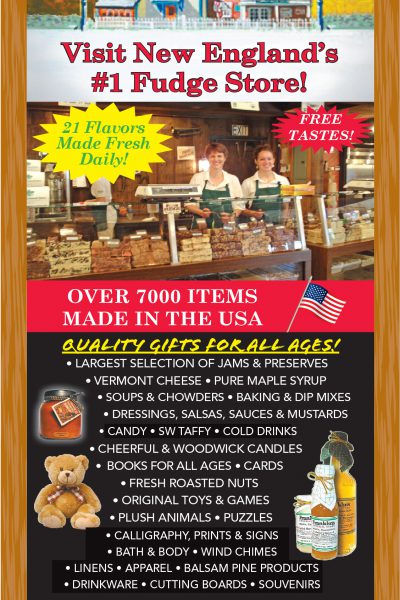 Visit New England's
#1 Fudge Store!
21 Flavors
Made Fresh
Daily!
FREE
TASTES!
EXIT
OVER 7000 ITEMS
MADE IN THE USA
QUALITY GIFTS FOR ALL AGES!
• LARGEST SELECTION OF JAMS & PRESERVES
• VERMONT CHEESE • PURE MAPLE SYRUP
• SOUPS & CHOWDERS • BAKING & DIP MIXES
• DRESSINGS, SALSAS, SAUCES & MUSTARDS
• CANDY • SW TAFFY • COLD DRINKS
• CHEERFUL & WOODWICK CANDLES
• BOOKS FOR ALL AGES • CARDS
• FRESH ROASTED NUTS
• ORIGINAL TOYS & GAMES
• PLUSH ANIMALS • PUZZLES
• CALLIGRAPHY, PRINTS & SIGNS
• BATH & BODY • WIND CHIMES
• LINENS • APPAREL • BALSAM PINE PRODUCTS
• DRINKWARE • CUTTING BOARDS • SOUVENIRS